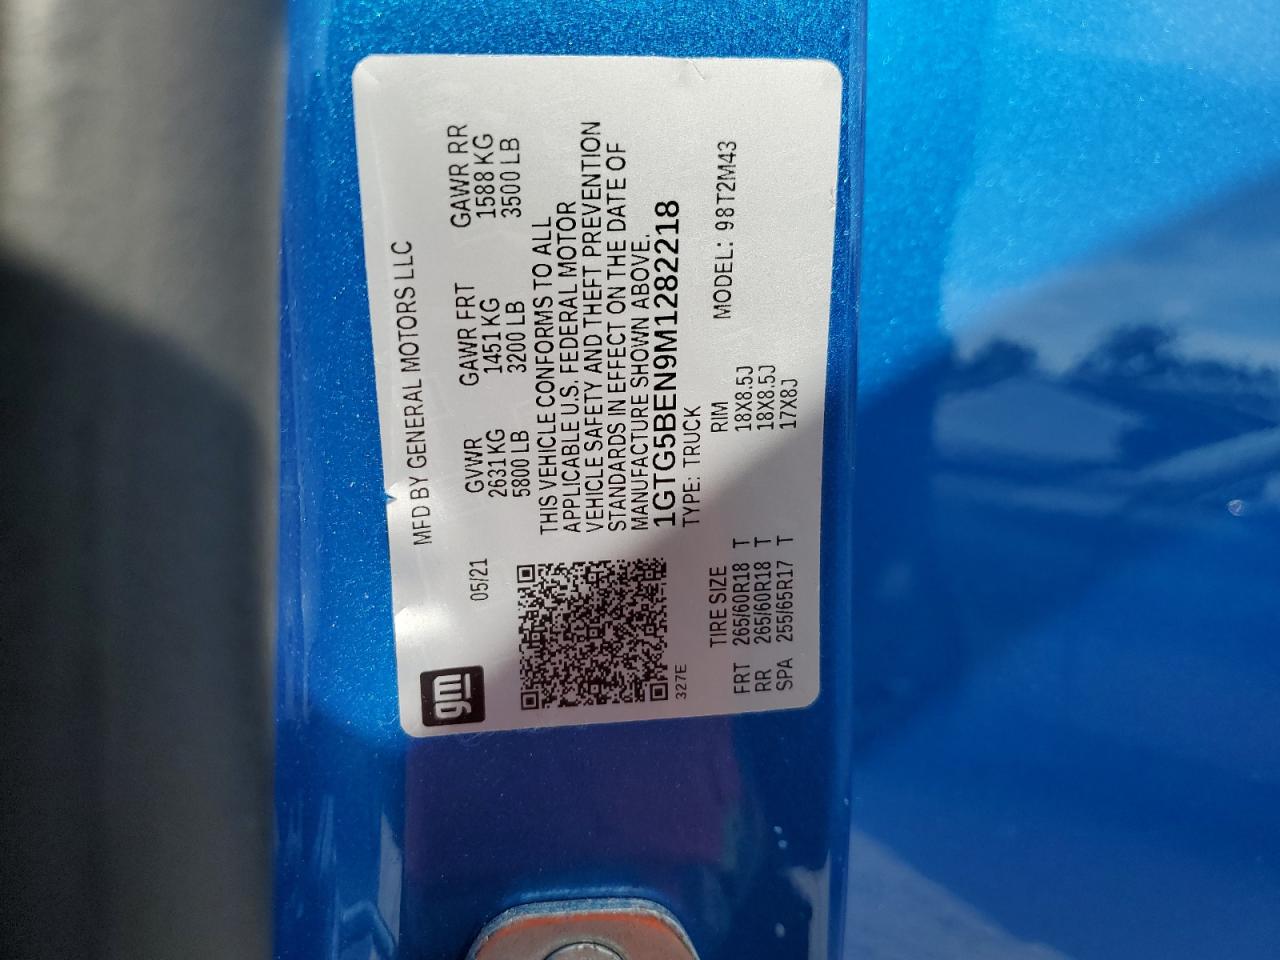 gm
MFD BY GENERAL MOTORS LLC
05/21
GVWR GAWR FRT GAWR RR
2631 KG 1451 KG 1588 KG
5800 LB 3200 LB 3500 LB
THIS VEHICLE CONFORMS TO ALL
APPLICABLE U.S. FEDERAL MOTOR
VEHICLE SAFETY AND THEFT PREVENTION
STANDARDS IN EFFECT ON THE DATE OF
MANUFACTURE SHOWN ABOVE.
1GTG5BEN9M1282218
327E
TYPE: TRUCK
MODEL: 98T2M43
TIRE SIZE RIM
FRT 265/60R18 T 18X8.5J
RR 265/60R18 T 18X8.5J
SPA 255/65R17 T 17X8J